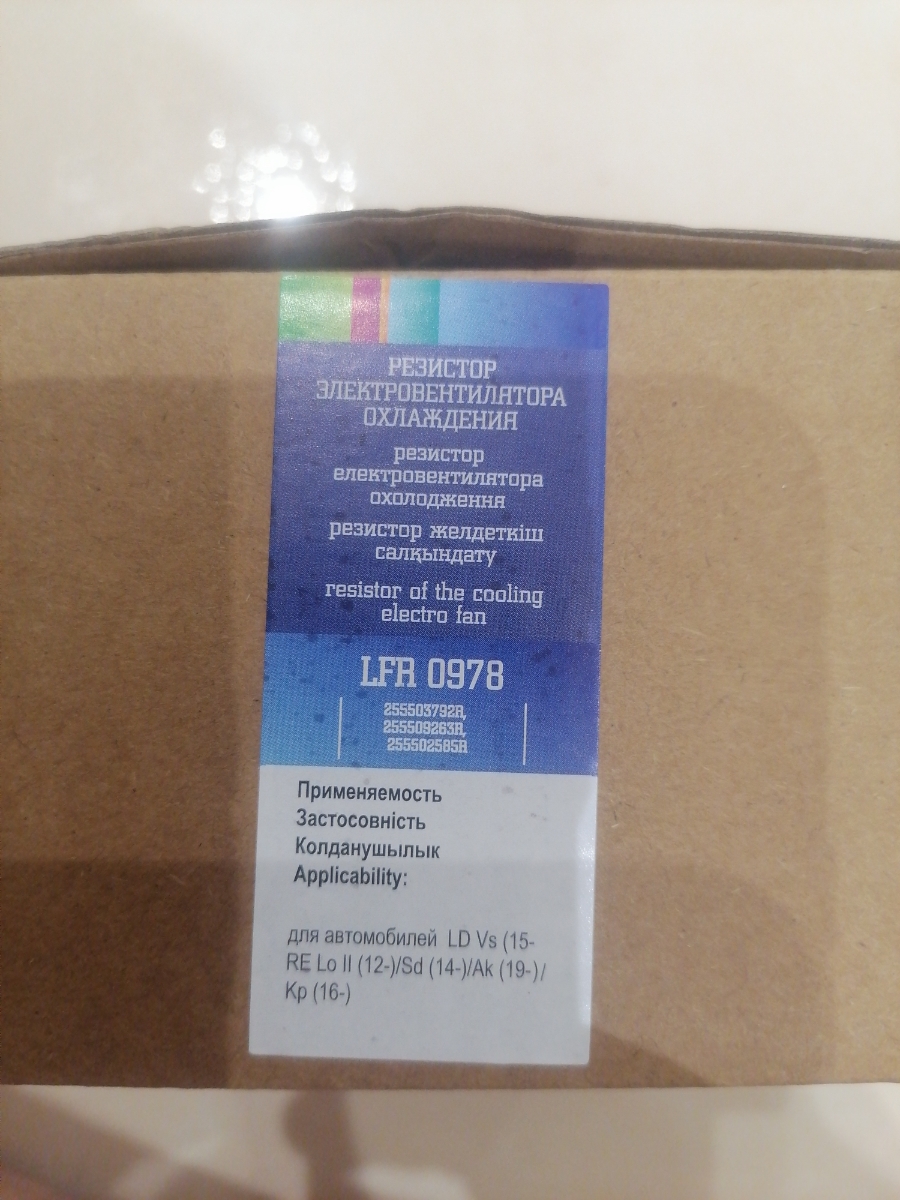 РЕЗИСТОР
ЭЛЕКТРОВЕНТИЛЯТОРА
ОХЛАЖДЕНИЯ
резистор
електровентилятора
охолодження
резистор желдеткіш
салқындату
resistor of the cooling
electro fan
LFR 0978
255503792R,
255509263R,
255502585R
Применяемость
Застосовність
Колданушылык
Applicability:
для автомобилей LD Vs (15-
RE Lo II (12-)/Sd (14-)/Ak (19-)/
Kp (16-)